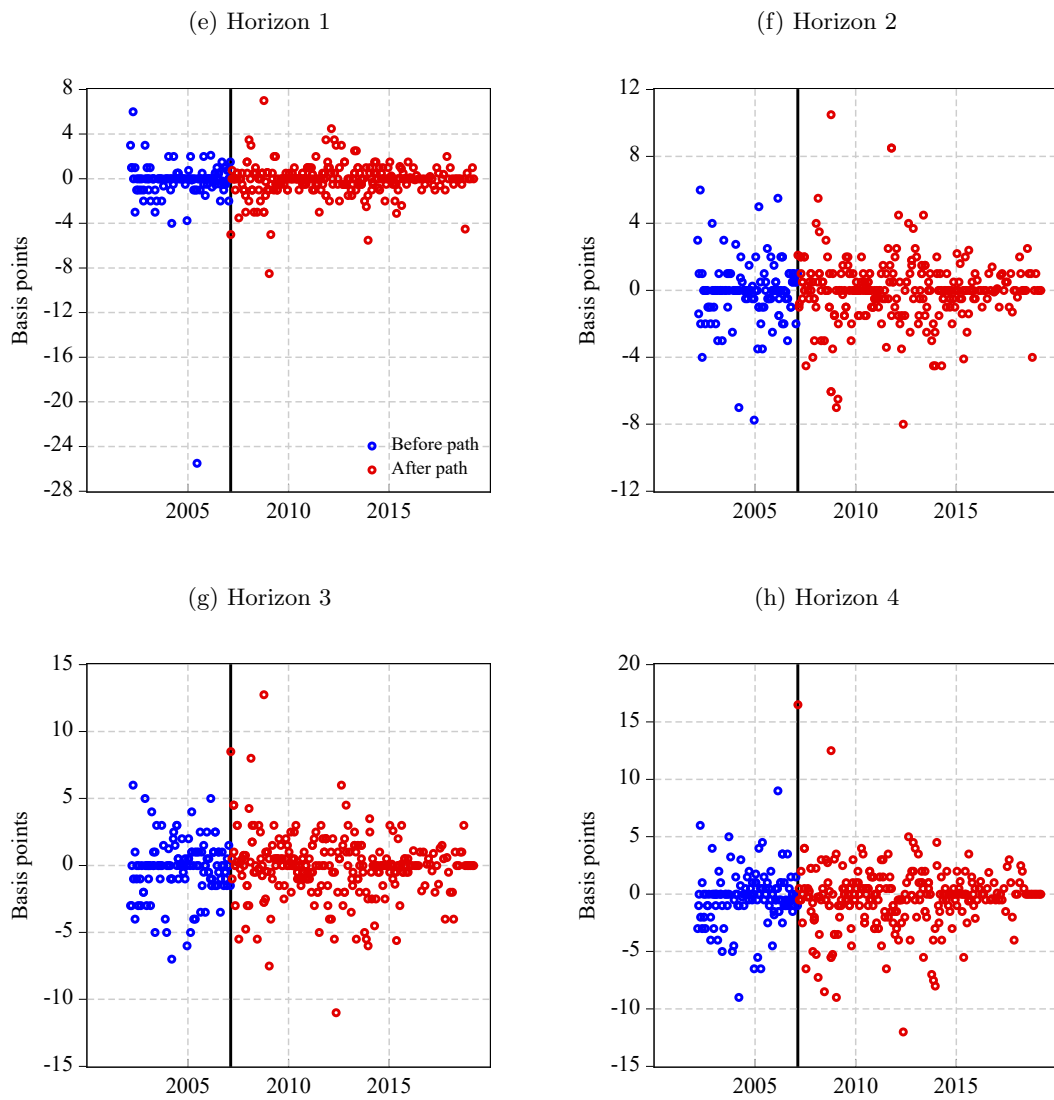 (e) Horizon 1
8
4
0
-4
-8
-12
-16
-20
-24
-28
Basis points
Before path
After path
2005 2010 2015
(f) Horizon 2
12
8
4
0
-4
-8
-12
Basis points
2005 2010 2015
(g) Horizon 3
15
10
5
0
-5
-10
-15
Basis points
2005 2010 2015
(h) Horizon 4
20
15
10
5
0
-5
-10
-15
Basis points
2005 2010 2015